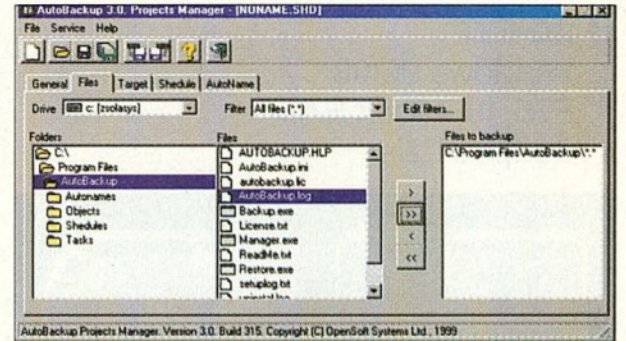 AutoBackup 3.0. Projects Manager - [NONAME.SHD]
File Service Help
General Files Target Shedule AutoName
Drive c: [zsolasys] Filter All files (*.*) Edit filters...
Folders Files Files to backup
C:\ AUTOBACKUP.HLP C:\Program Files\AutoBackup\*.*
Program Files AutoBackup.ini
AutoBackup autobackup.lic
Autonames AutoBackup.log
Objects Backup.exe
Shedules License.txt
Tasks Manager.exe
ReadMe.txt
Restore.exe
setuplog.txt
>
>>
<
<<
AutoBackup Projects Manager. Version 3.0. Build 315. Copyright (C) OpenSoft Systems Ltd., 1999